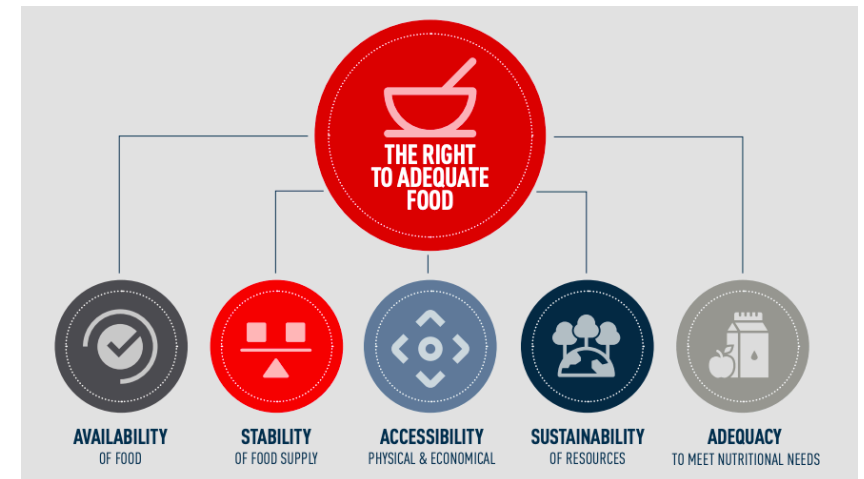 THE RIGHT
TO ADEQUATE
FOOD
AVAILABILITY
OF FOOD
STABILITY
OF FOOD SUPPLY
ACCESSIBILITY
PHYSICAL & ECONOMICAL
SUSTAINABILITY
OF RESOURCES
ADEQUACY
TO MEET NUTRITIONAL NEEDS